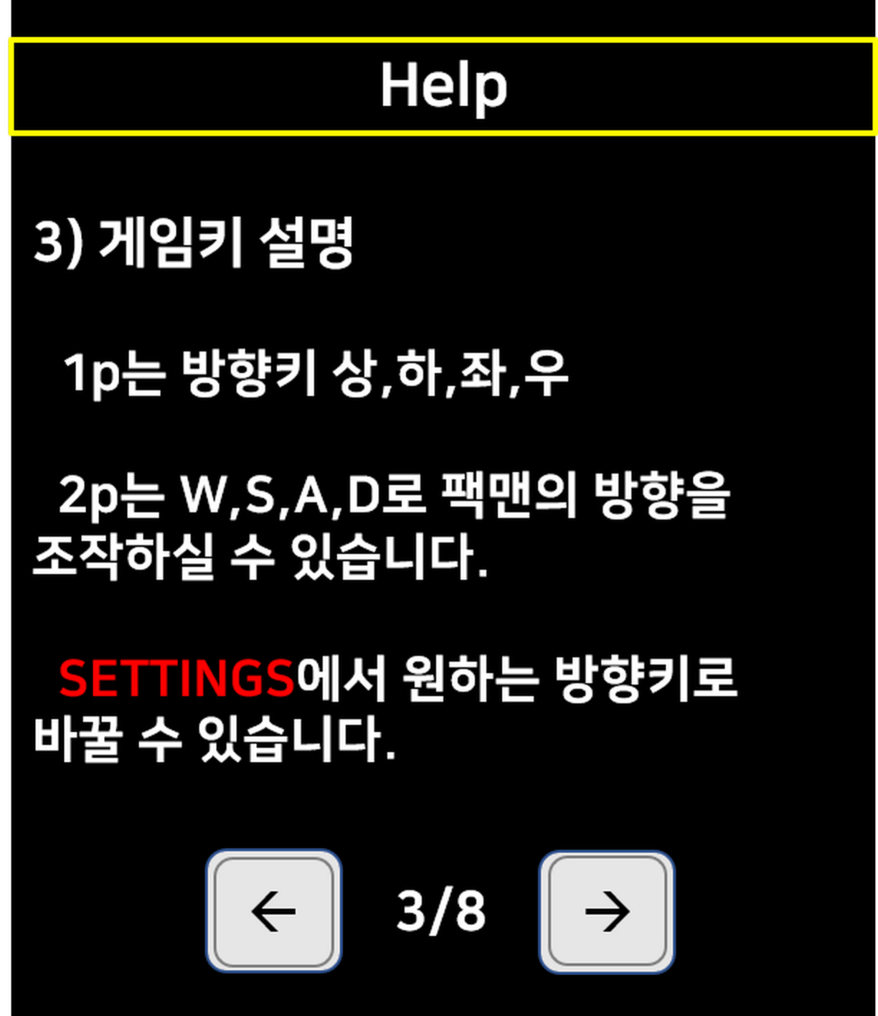 Help
3) 게임키 설명
1p는 방향키 상,하,좌,우
2p는 W,S,A,D로 팩맨의 방향을
조작하실 수 있습니다.
SETTINGS에서 원하는 방향키로
바꿀 수 있습니다.
← 3/8 →